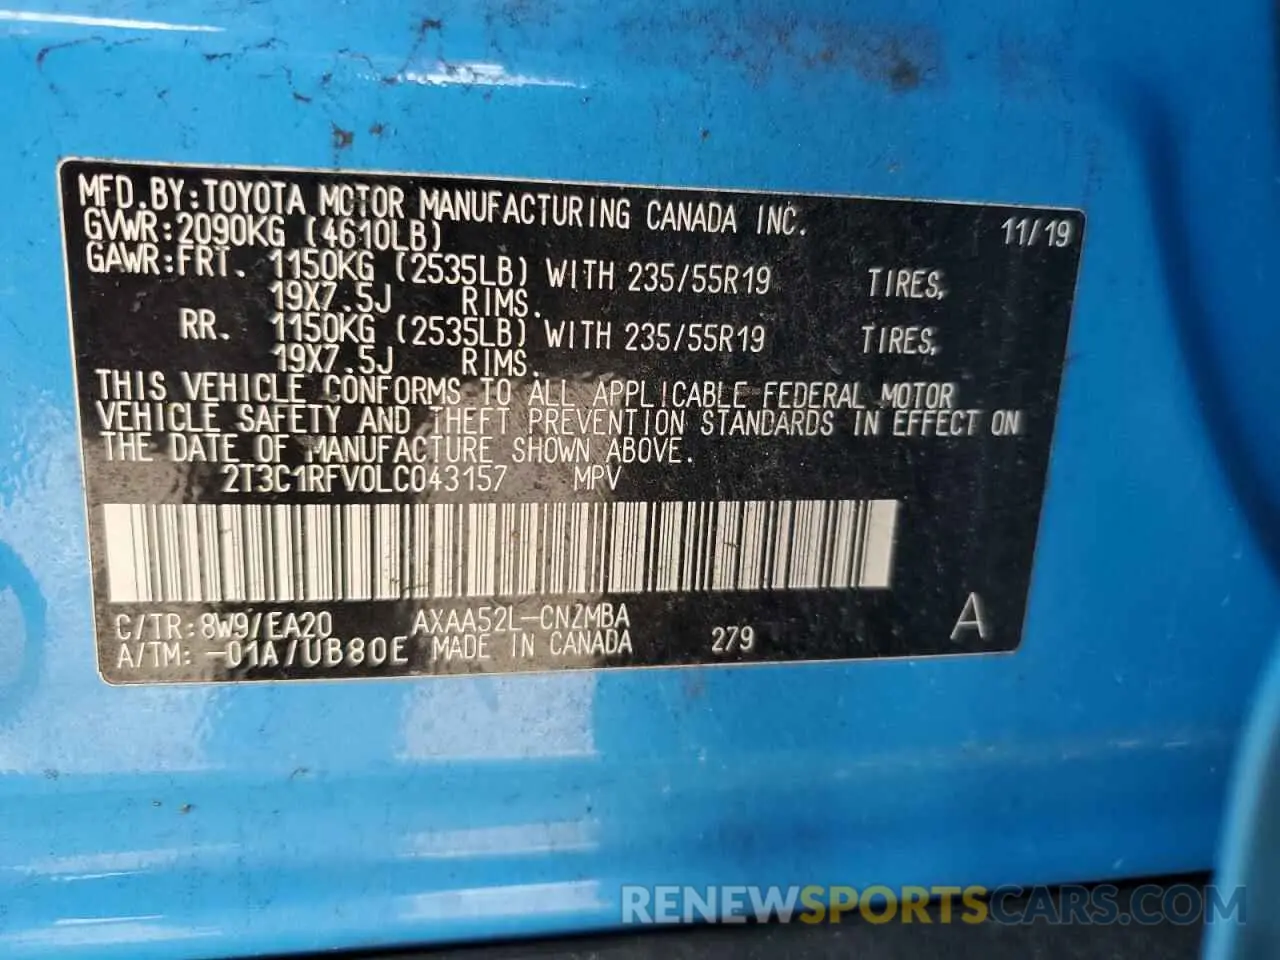 MFD.BY:TOYOTA MOTOR MANUFACTURING CANADA INC. 11/19
GVWR:2090KG (4610LB)
GAWR:FRT. 1150KG (2535LB) WITH 235/55R19 TIRES,
19X7.5J RIMS.
RR. 1150KG (2535LB) WITH 235/55R19 TIRES,
19X7.5J RIMS.
THIS VEHICLE CONFORMS TO ALL APPLICABLE FEDERAL MOTOR
VEHICLE SAFETY AND THEFT PREVENTION STANDARDS IN EFFECT ON
THE DATE OF MANUFACTURE SHOWN ABOVE.
2T3C1RFV0LC043157 MPV
C/TR:8W9/EA20 AXAA52L-CNZMBA A
A/TM: -01A/UB80E MADE IN CANADA 279
RENEWSPORTSCARS.COM